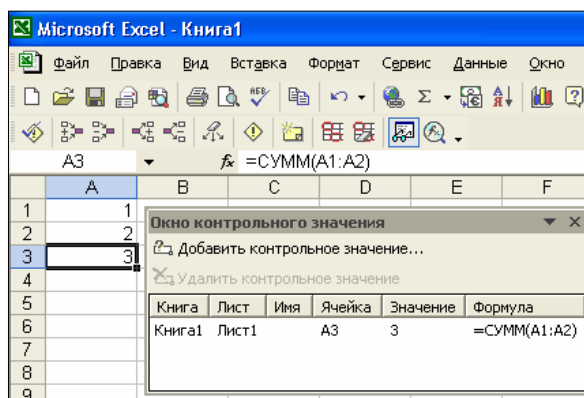 Microsoft Excel - Книга1
Файл Правка Вид Вставка Формат Сервис Данные Окно
A3 fx =СУММ(A1:A2)
A B C D E F
1 1
2 2
3 3
4
5
6
7
8
9
Окно контрольного значения
Добавить контрольное значение...
Удалить контрольное значение
Книга Лист Имя Ячейка Значение Формула
Книга1 Лист1 A3 3 =СУММ(A1:A2)